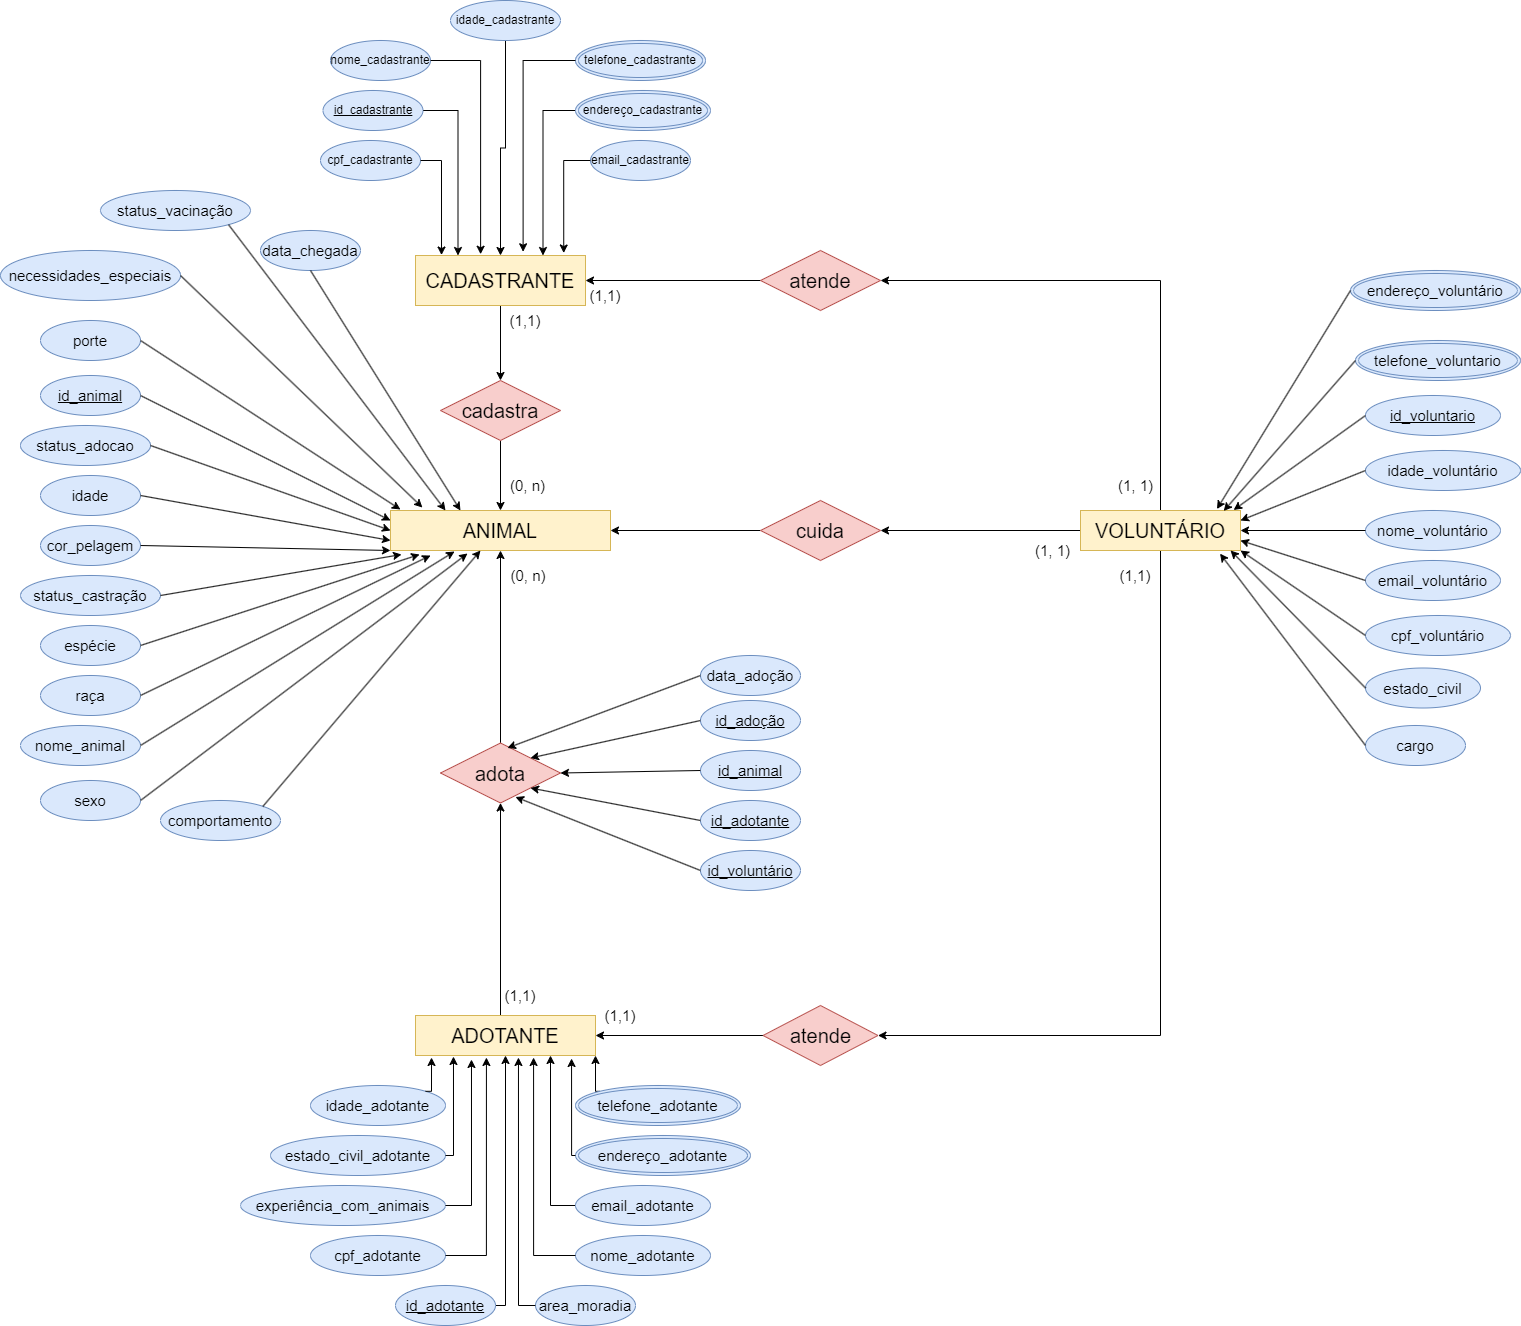 idade_cadastrante
nome_cadastrante
telefone_cadastrante
id_cadastrante
endereço_cadastrante
cpf_cadastrante
email_cadastrante
status_vacinação
data_chegada
necessidades_especiais
CADASTRANTE
atende
(1,1)
(1,1)
endereço_voluntário
porte
telefone_voluntario
id_animal
cadastra
id_voluntario
status_adocao
idade_voluntário
idade
(0, n)
(1, 1)
ANIMAL
cuida
VOLUNTÁRIO
nome_voluntário
cor_pelagem
(1, 1)
(0, n)
(1,1)
email_voluntário
status_castração
espécie
cpf_voluntário
raça
data_adoção
estado_civil
id_adoção
nome_animal
cargo
adota
id_animal
sexo
comportamento
id_adotante
id_voluntário
(1,1)
(1,1)
ADOTANTE
atende
idade_adotante
telefone_adotante
estado_civil_adotante
endereço_adotante
experiência_com_animais
email_adotante
cpf_adotante
nome_adotante
id_adotante
area_moradia